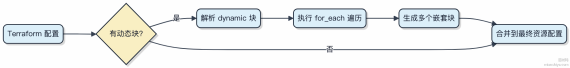 Terraform 配置
有动态块?
是
解析 dynamic 块
执行 for_each 遍历
生成多个嵌套块
否
合并到最终资源配置